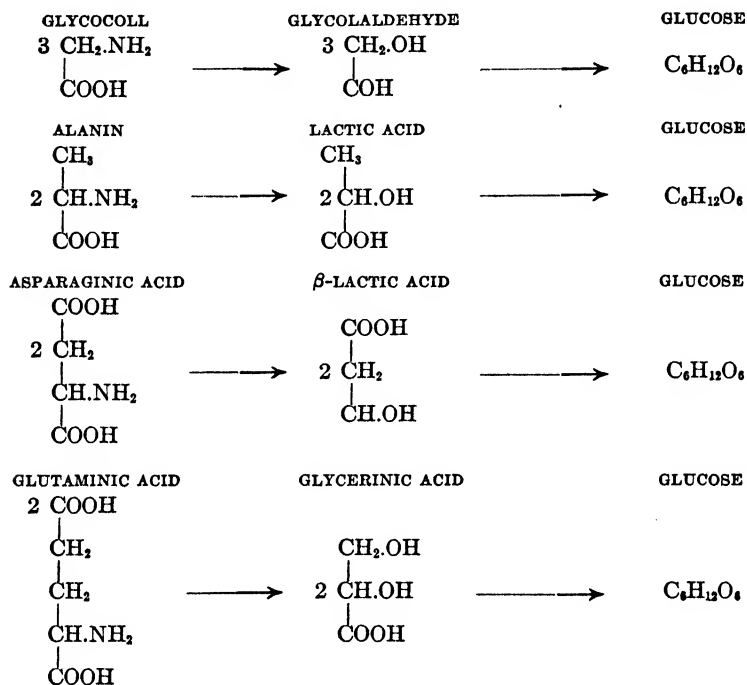 GLYCOCOLL GLYCOLALDEHYDE GLUCOSE
3 CH₂.NH₂ 3 CH₂.OH
C₆H₁₂O₆
COOH COH
ALANIN LACTIC ACID GLUCOSE
CH₃ CH₃
2 CH.NH₂ 2 CH.OH C₆H₁₂O₆
COOH COOH
ASPARAGINIC ACID β-LACTIC ACID GLUCOSE
COOH
COOH
2 CH₂
2 CH₂ C₆H₁₂O₆
CH.NH₂
CH.OH
COOH
GLUTAMINIC ACID GLYCERINIC ACID GLUCOSE
2 COOH
CH₂ CH₂.OH
CH₂ 2 CH.OH C₆H₁₂O₆
CH.NH₂ COOH
COOH